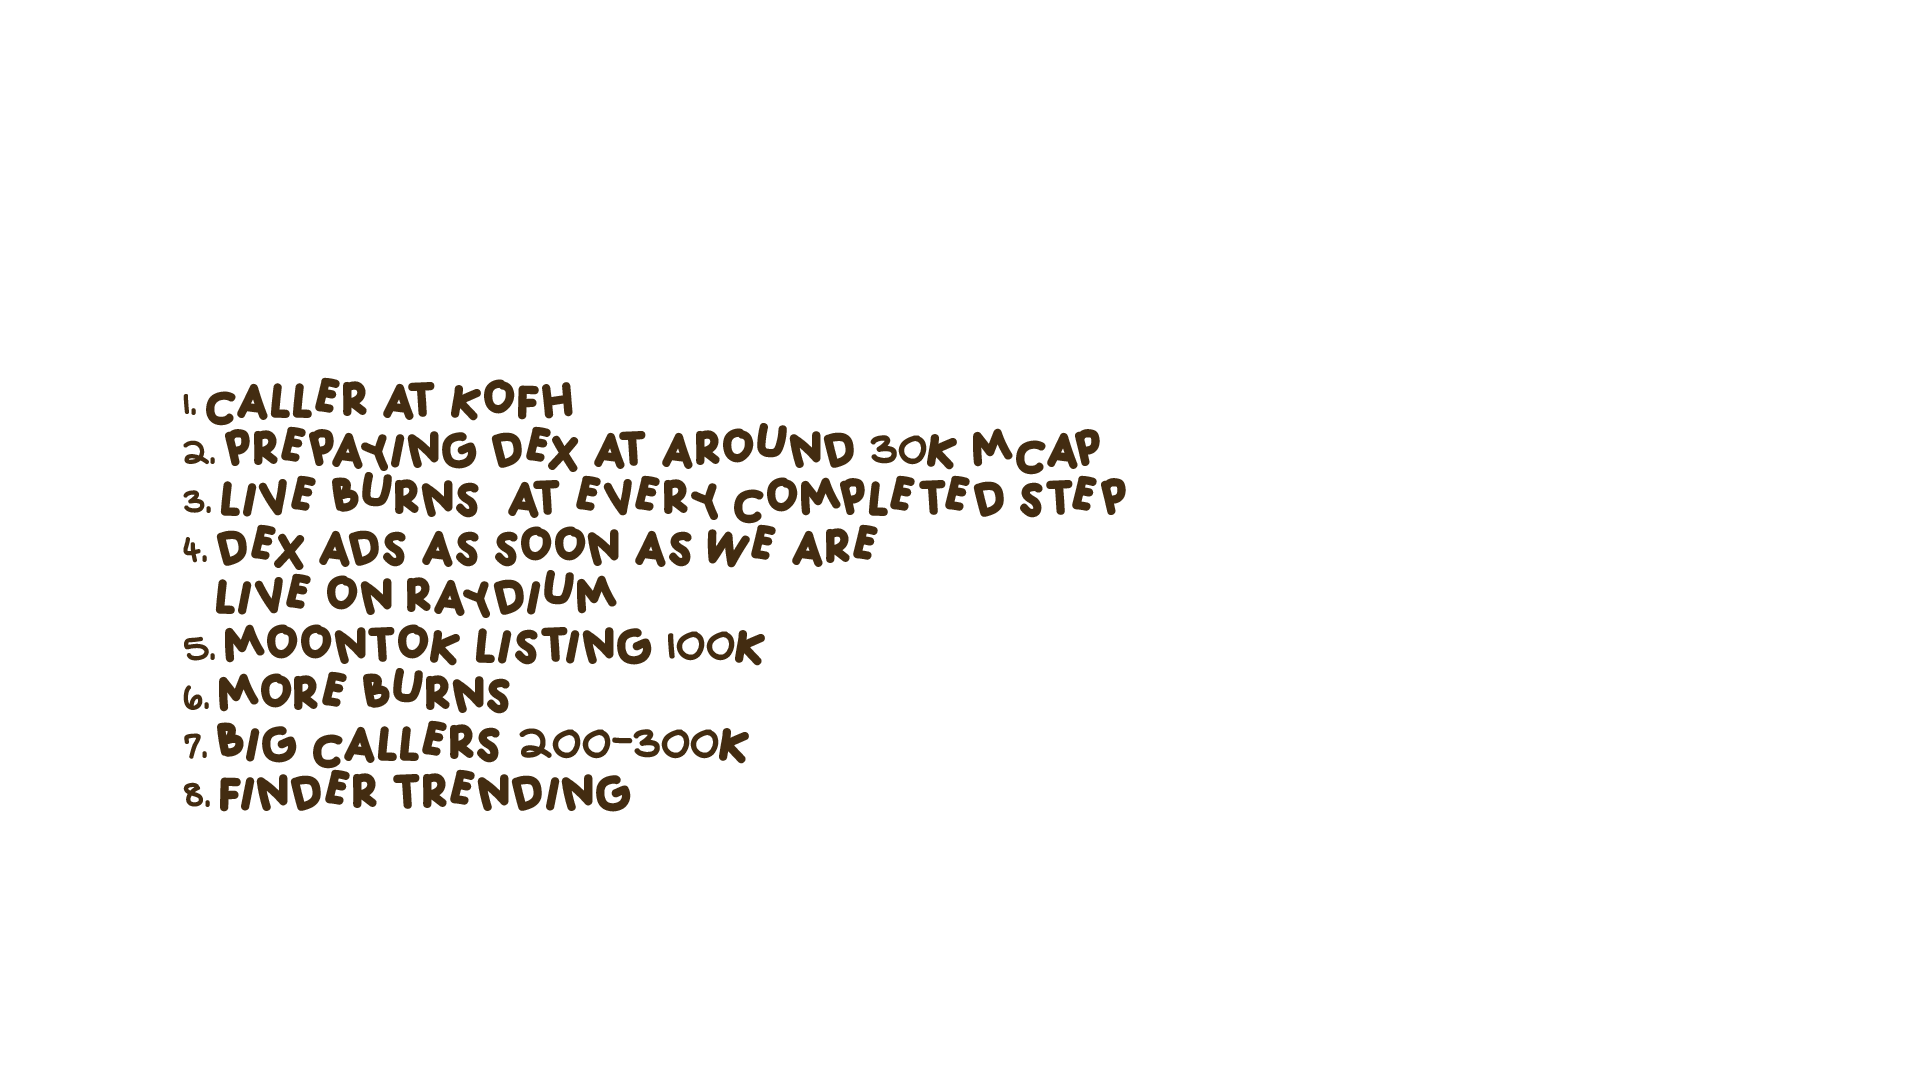 1. CALLER AT KOFH
2. PREPAYING DEX AT AROUND 30K MCAP
3. LIVE BURNS  AT EVERY COMPLETED STEP
4. DEX ADS AS SOON AS WE ARE
LIVE ON RAYDIUM
5. MOONTOK LISTING 100K
6. MORE BURNS
7. BIG CALLERS 200-300K
8. FINDER TRENDING